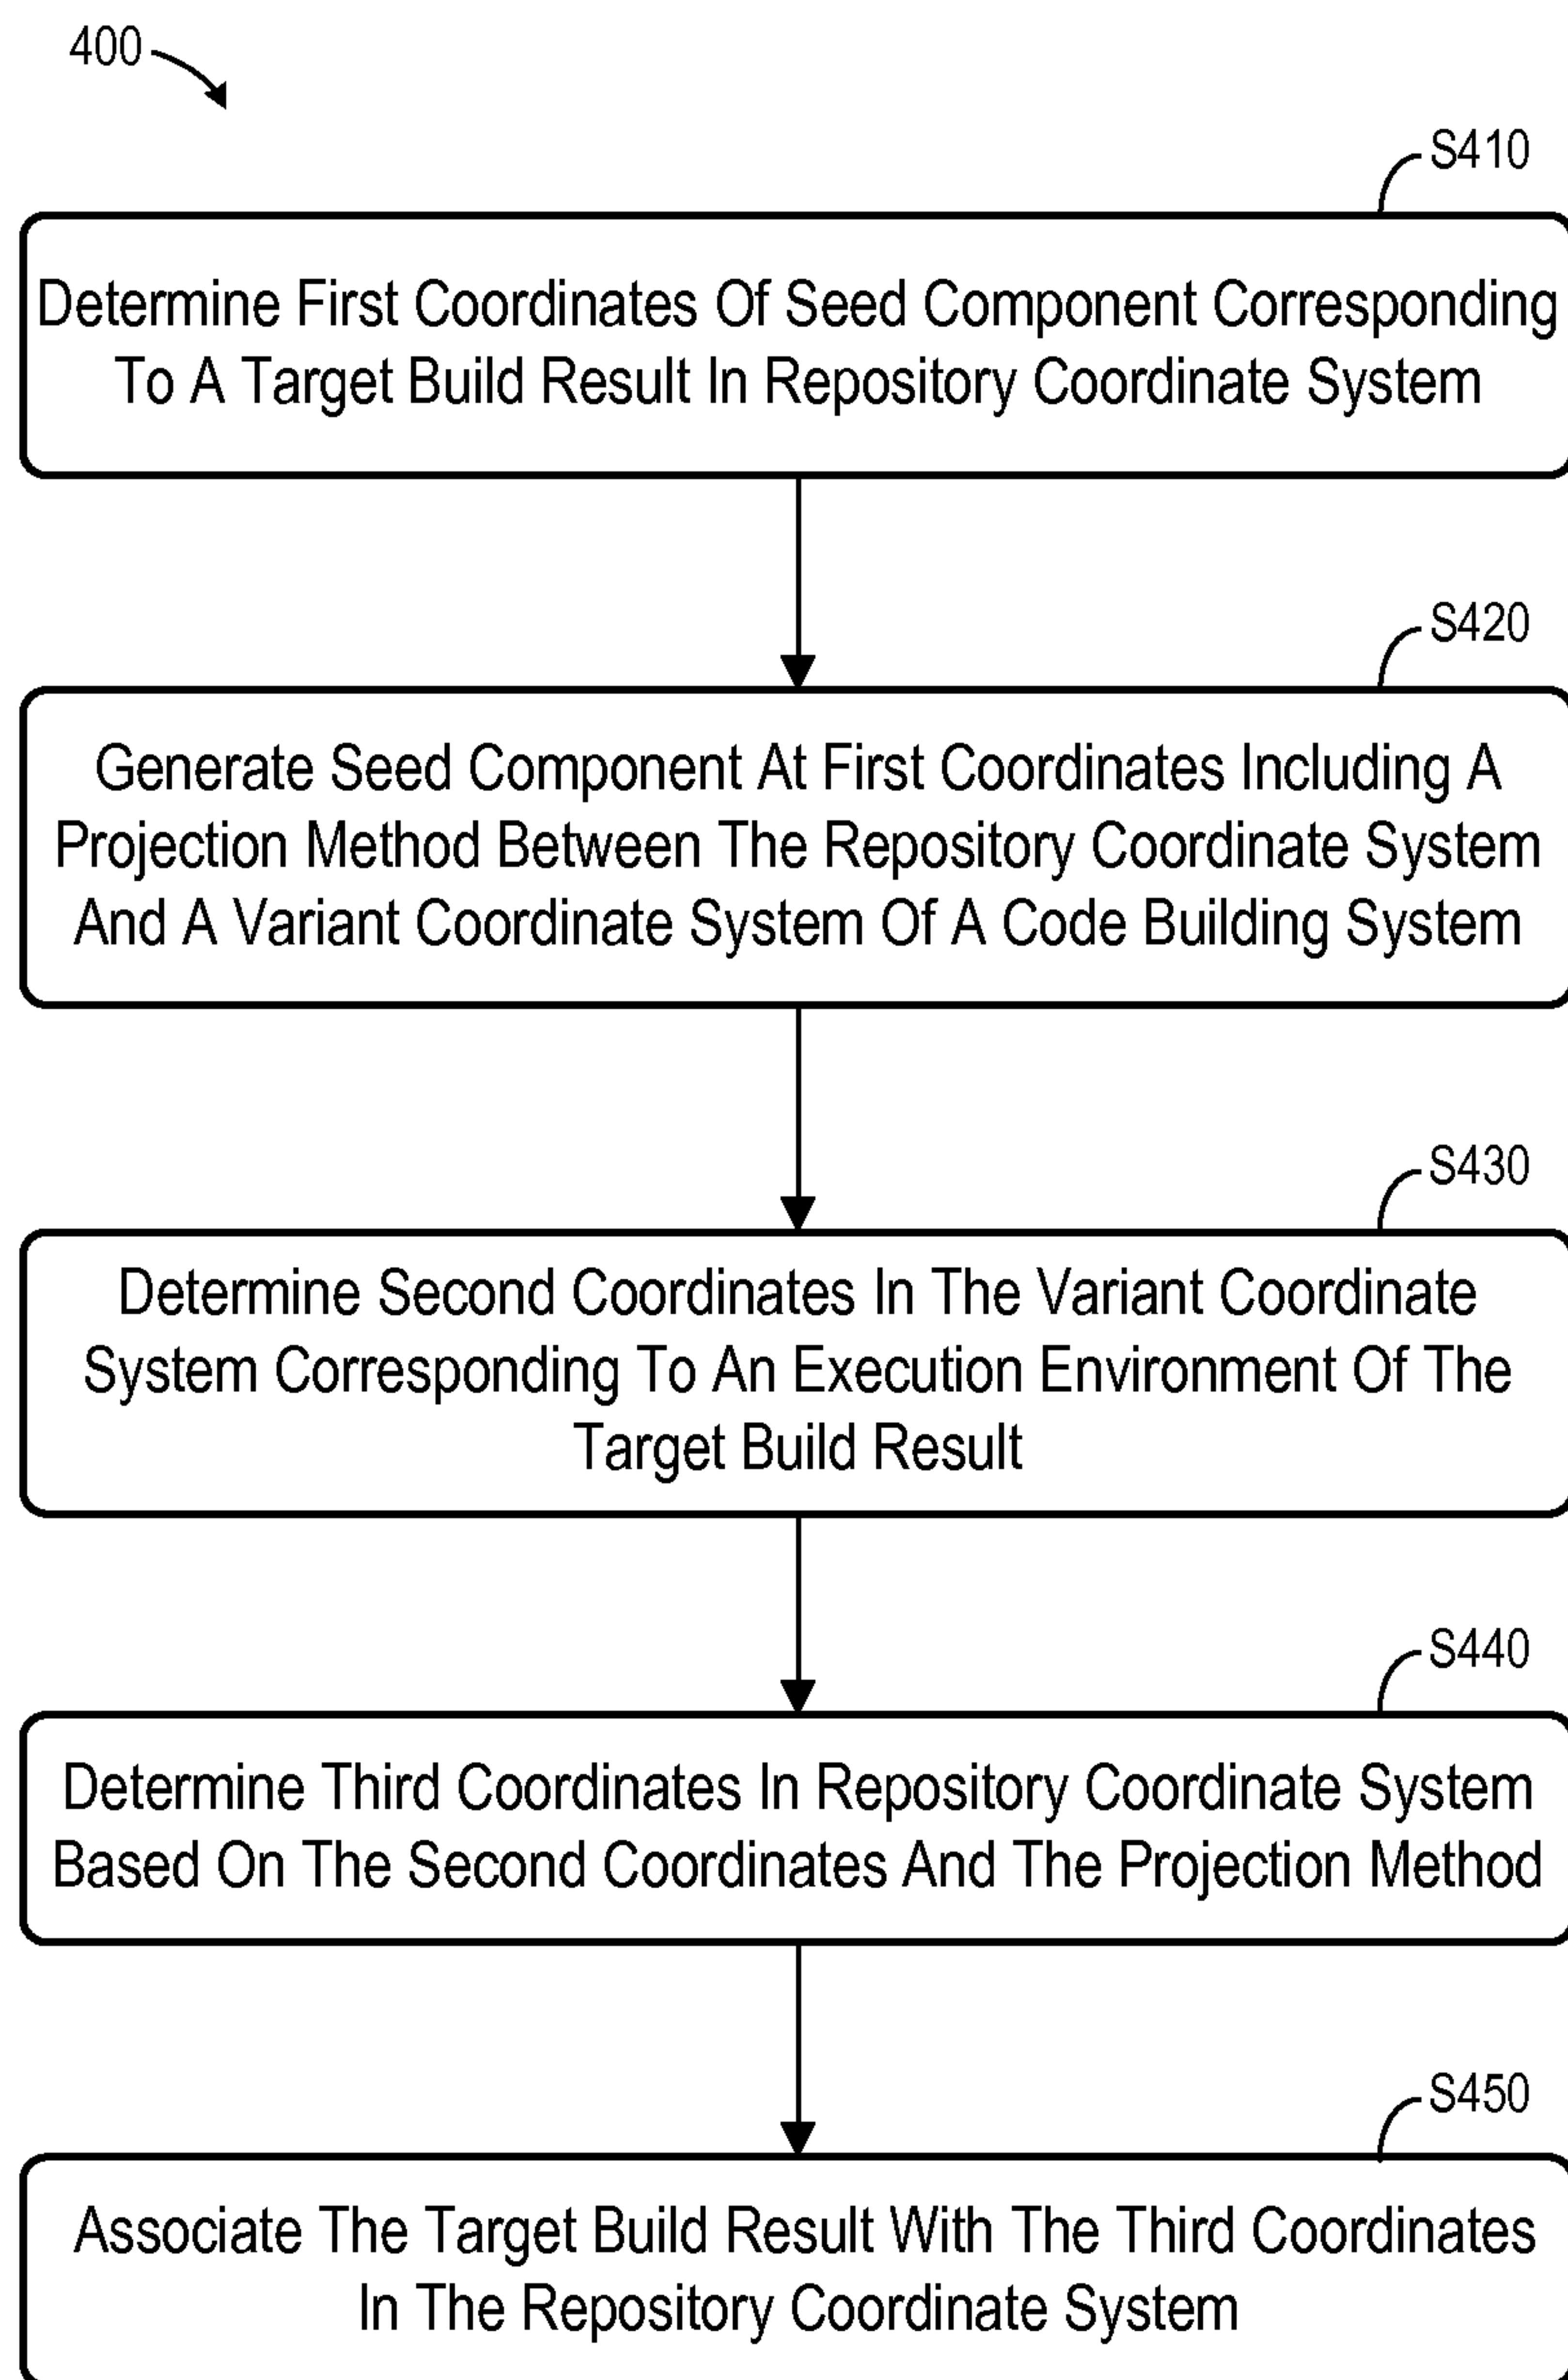 400
S410
Determine First Coordinates Of Seed Component Corresponding
To A Target Build Result In Repository Coordinate System
S420
Generate Seed Component At First Coordinates Including A
Projection Method Between The Repository Coordinate System
And A Variant Coordinate System Of A Code Building System
S430
Determine Second Coordinates In The Variant Coordinate
System Corresponding To An Execution Environment Of The
Target Build Result
S440
Determine Third Coordinates In Repository Coordinate System
Based On The Second Coordinates And The Projection Method
S450
Associate The Target Build Result With The Third Coordinates
In The Repository Coordinate System